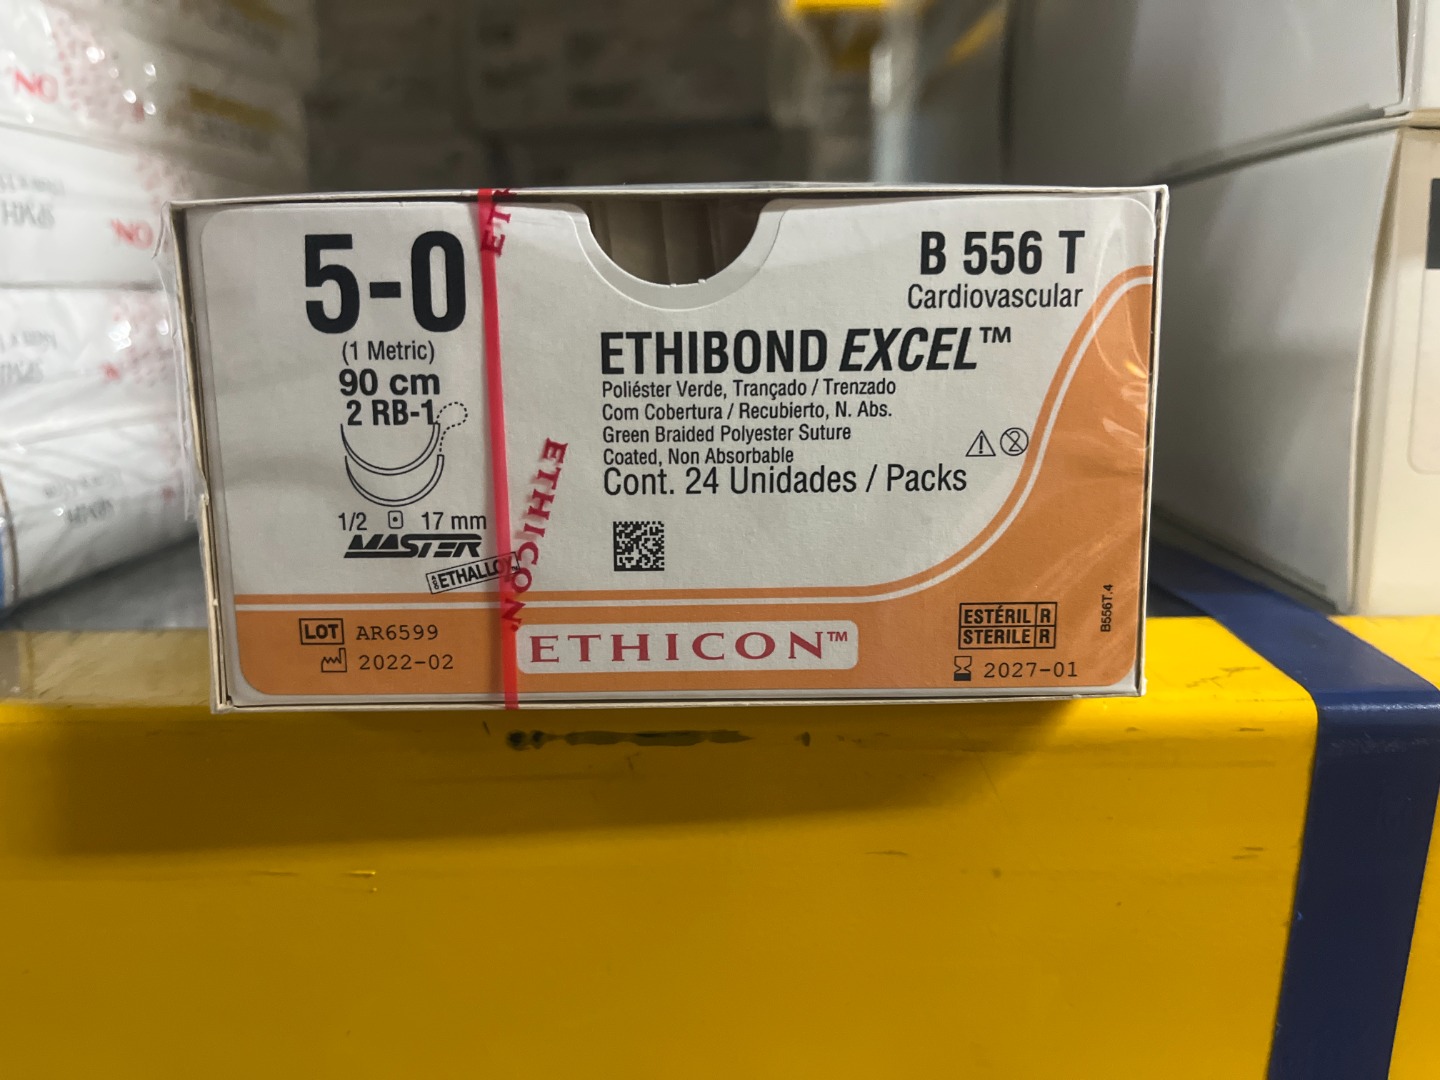 5-0
(1 Metric)
90 cm
2 RB-1
1/2 17 mm
MASTER
ETHALLOY
B 556 T
Cardiovascular
ETHIBOND EXCEL™
Poliéster Verde, Trançado / Trenzado
Com Cobertura / Recubierto, N. Abs.
Green Braided Polyester Suture
Coated, Non Absorbable
Cont. 24 Unidades / Packs
ETHICON
LOT AR6599
2022-02
ETHICON™
ESTÉRIL R
STERILE R
2027-01
B556T.4